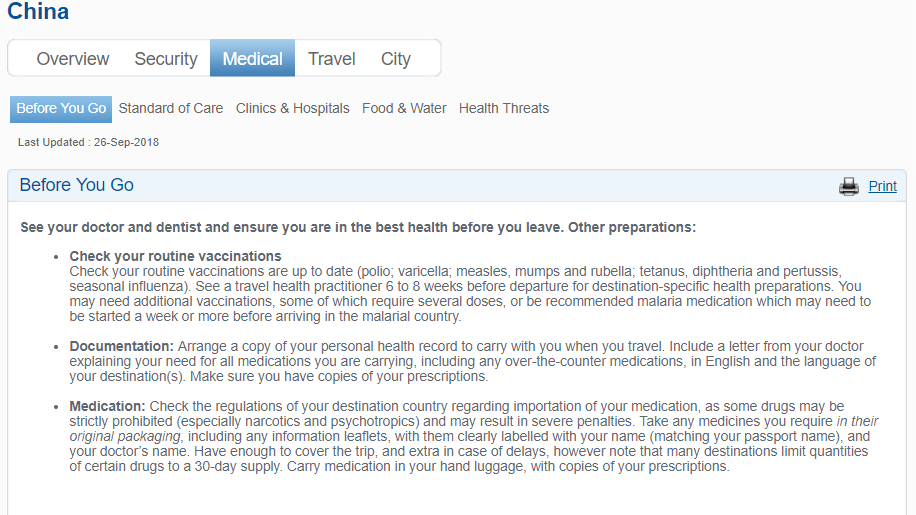 China
Overview Security Medical Travel City
Before You Go Standard of Care Clinics & Hospitals Food & Water Health Threats
Last Updated : 26-Sep-2018
Before You Go Print
See your doctor and dentist and ensure you are in the best health before you leave. Other preparations:
• Check your routine vaccinations
Check your routine vaccinations are up to date (polio; varicella; measles, mumps and rubella; tetanus, diphtheria and pertussis,
seasonal influenza). See a travel health practitioner 6 to 8 weeks before departure for destination-specific health preparations. You
may need additional vaccinations, some of which require several doses, or be recommended malaria medication which may need to
be started a week or more before arriving in the malarial country.
• Documentation: Arrange a copy of your personal health record to carry with you when you travel. Include a letter from your doctor
explaining your need for all medications you are carrying, including any over-the-counter medications, in English and the language of
your destination(s). Make sure you have copies of your prescriptions.
• Medication: Check the regulations of your destination country regarding importation of your medication, as some drugs may be
strictly prohibited (especially narcotics and psychotropics) and may result in severe penalties. Take any medicines you require in their
original packaging, including any information leaflets, with them clearly labelled with your name (matching your passport name), and
your doctor's name. Have enough to cover the trip, and extra in case of delays, however note that many destinations limit quantities
of certain drugs to a 30-day supply. Carry medication in your hand luggage, with copies of your prescriptions.